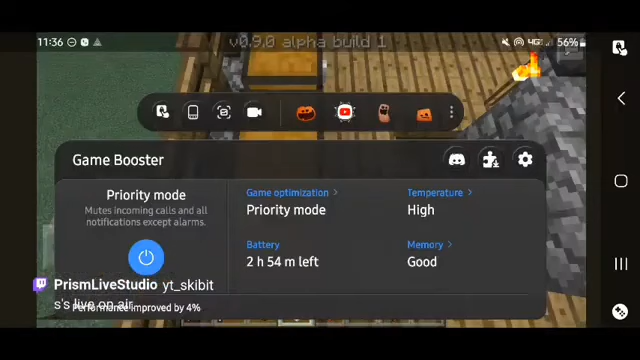 11:36
4G
56%
v0.9.0 alpha build 1
Game Booster
Priority mode
Mutes incoming calls and all
notifications except alarms.
Game optimization >
Priority mode
Temperature >
High
Battery
2 h 54 m left
Memory >
Good
PrismLiveStudio yt_skibit
s's live on air
Performance improved by 4%